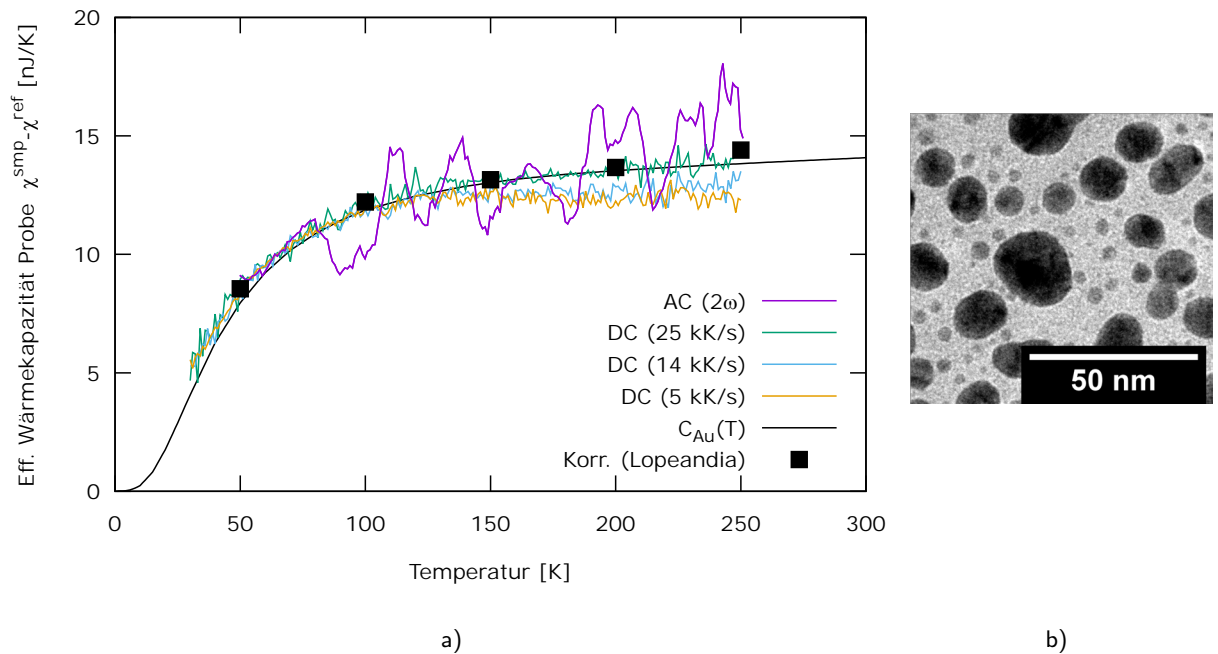 Eff. Wärmekapazität Probe χ^smp-χ^ref [nJ/K]
20
15
10
5
0
AC (2ω)
DC (25 kK/s)
DC (14 kK/s)
DC (5 kK/s)
C_Au(T)
Korr. (Lopeandia)
0 50 100 150 200 250 300
Temperatur [K]
50 nm
a) b)